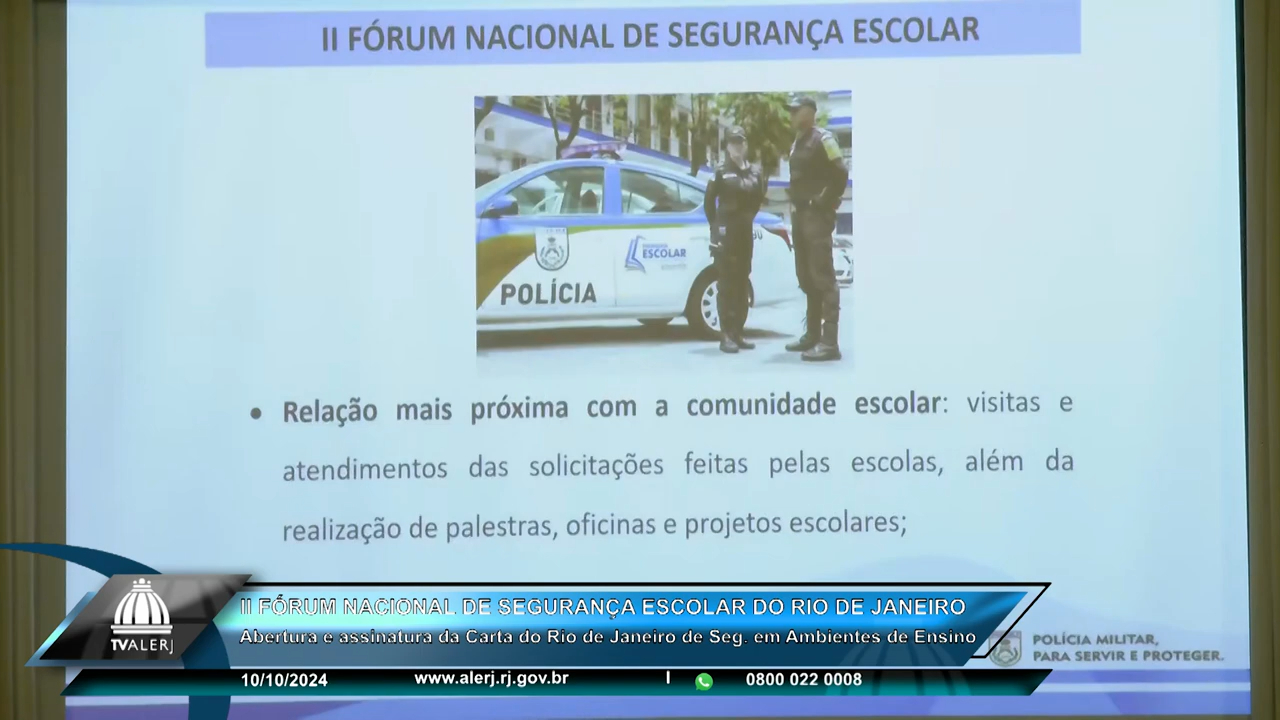 II FÓRUM NACIONAL DE SEGURANÇA ESCOLAR
ESCOLAR
POLÍCIA
• Relação mais próxima com a comunidade escolar: visitas e
atendimentos das solicitações feitas pelas escolas, além da
realização de palestras, oficinas e projetos escolares;
II FÓRUM NACIONAL DE SEGURANÇA ESCOLAR DO RIO DE JANEIRO
Abertura e assinatura da Carta do Rio de Janeiro de Seg. em Ambientes de Ensino
TVALERJ
POLÍCIA MILITAR,
PARA SERVIR E PROTEGER.
10/10/2024 www.alerj.rj.gov.br | 0800 022 0008